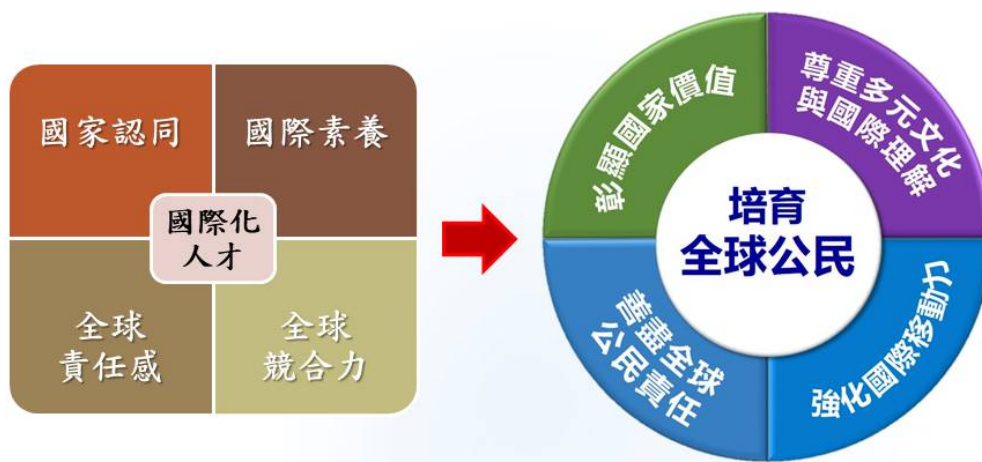 國家認同
國際素養
國際化
人才
全球
責任感
全球
競合力
彰顯國家價值
尊重多元文化
與國際理解
培育
全球公民
善盡全球
公民責任
強化國際移動力